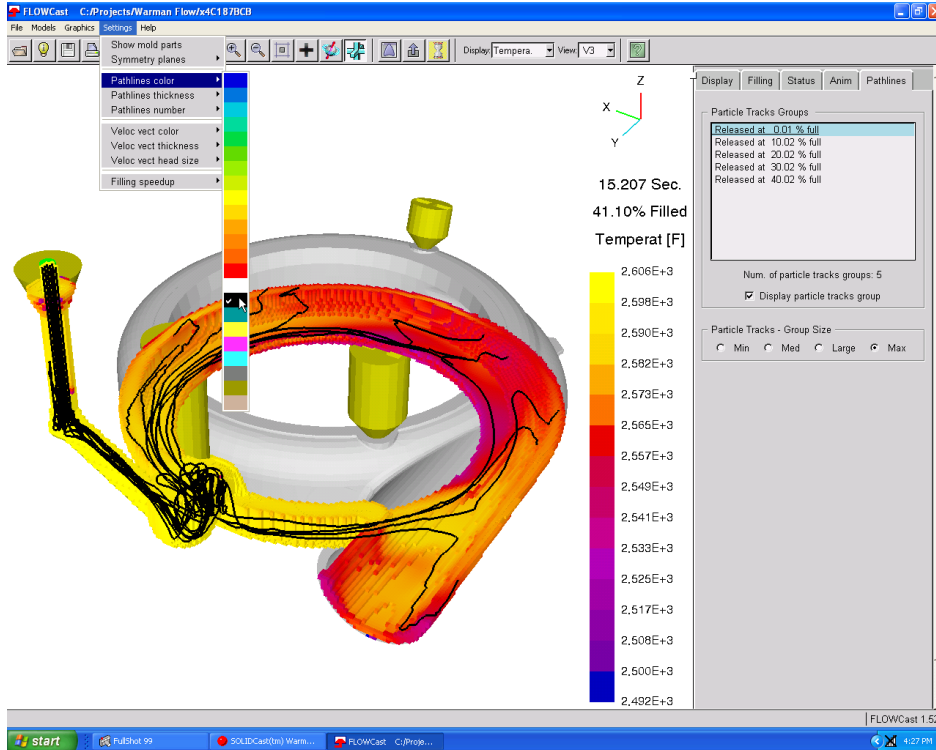 FLOWCast C:/Projects/Warman Flow/x4C187BCB
File Models Graphics Settings Help
Show mold parts
Symmetry planes
Pathlines color
Pathlines thickness
Pathlines number
Veloc vect color
Veloc vect thickness
Veloc vect head size
Filling speedup
Display: Tempera. View: V3
Z
X
Y
15.207 Sec.
41.10% Filled
Temperat [F]
2.606E+3
2.598E+3
2.590E+3
2.582E+3
2.573E+3
2.565E+3
2.557E+3
2.549E+3
2.541E+3
2.533E+3
2.525E+3
2.517E+3
2.508E+3
2.500E+3
2.492E+3
Display Filling Status Anim Pathlines
Particle Tracks Groups
Released at 0.01 % full
Released at 10.02 % full
Released at 20.02 % full
Released at 30.02 % full
Released at 40.02 % full
Num. of particle tracks groups: 5
Display particle tracks group
Particle Tracks - Group Size
Min Med Large Max
FLOWCast 1.52
start FullShot 99 SOLIDCast(tm) Warm... FLOWCast C:/Proje... 4:27 PM